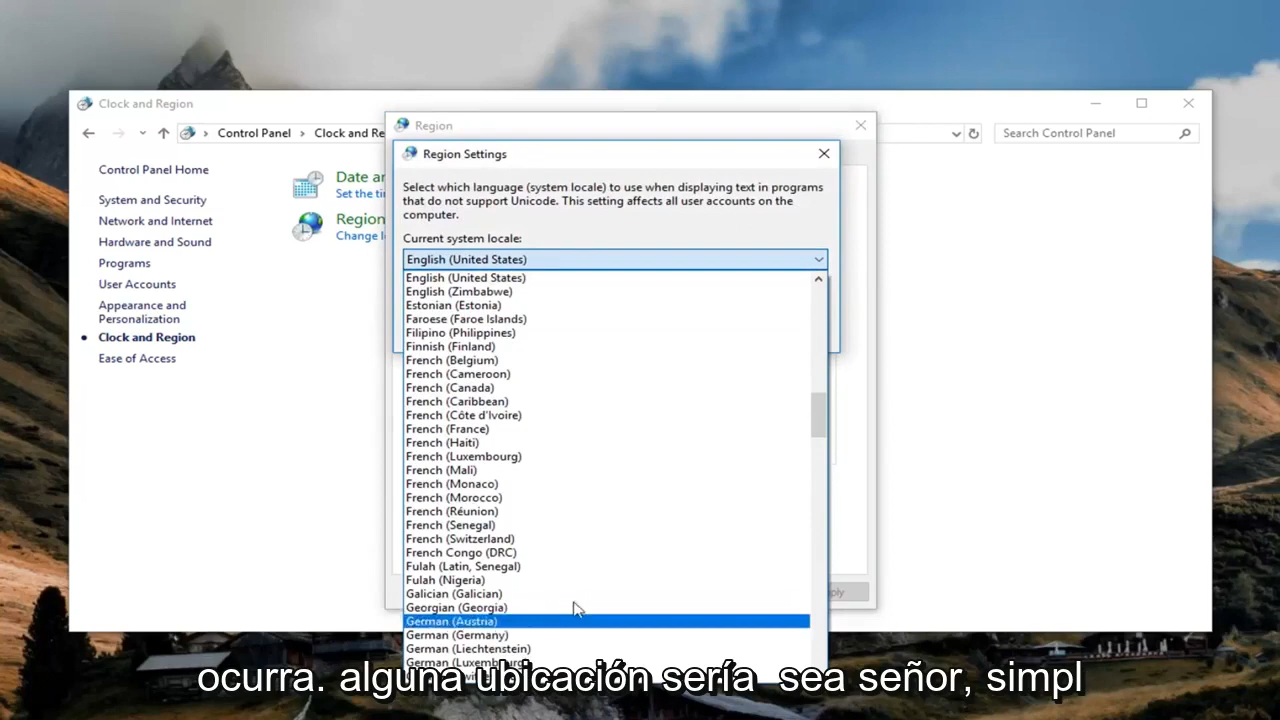 Clock and Region
Control Panel
Clock and Re
Search Control Panel
Control Panel Home
System and Security
Network and Internet
Hardware and Sound
Programs
User Accounts
Appearance and
Personalization
Clock and Region
Ease of Access
Date an
Set the ti
Region
Change l
Region
Region Settings
Select which language (system locale) to use when displaying text in programs
that do not support Unicode. This setting affects all user accounts on the
computer.
Current system locale:
English (United States)
English (United States)
English (Zimbabwe)
Estonian (Estonia)
Faroese (Faroe Islands)
Filipino (Philippines)
Finnish (Finland)
French (Belgium)
French (Cameroon)
French (Canada)
French (Caribbean)
French (Côte d'Ivoire)
French (France)
French (Haiti)
French (Luxembourg)
French (Mali)
French (Monaco)
French (Morocco)
French (Réunion)
French (Senegal)
French (Switzerland)
French Congo (DRC)
Fulah (Latin, Senegal)
Fulah (Nigeria)
Galician (Galician)
Georgian (Georgia)
German (Austria)
German (Germany)
German (Liechtenstein)
German (Luxembourg)
ply
ocurra. alguna ubicación sería sea señor, simpl